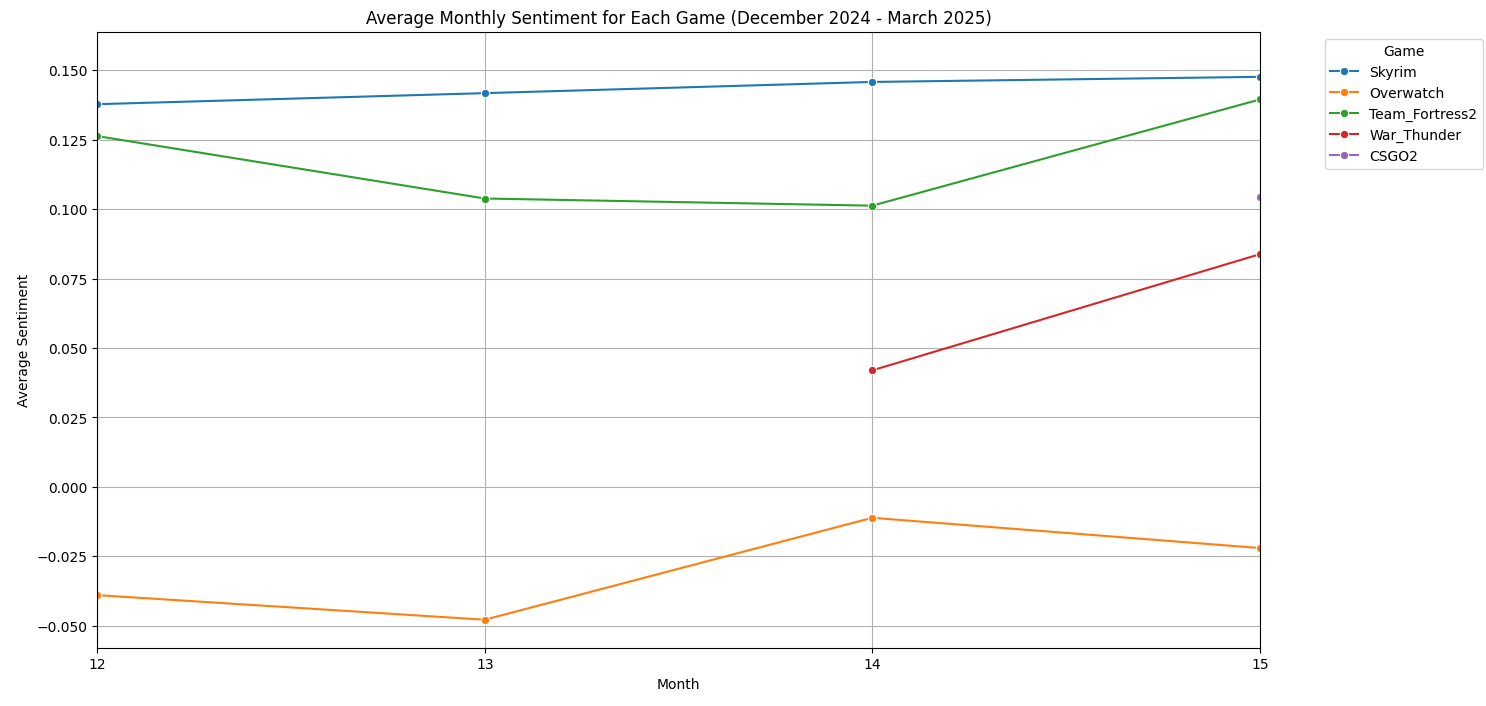 Average Monthly Sentiment for Each Game (December 2024 - March 2025)
Game
Skyrim
Overwatch
Team_Fortress2
War_Thunder
CSGO2
Average Sentiment
0.150
0.125
0.100
0.075
0.050
0.025
0.000
−0.025
−0.050
12
13
14
15
Month